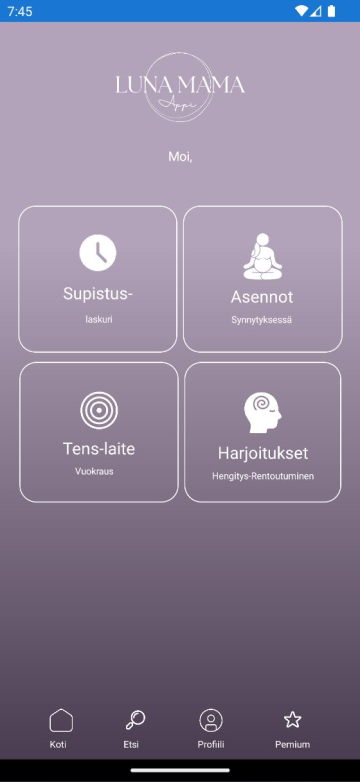 7:45
LUNA MAMA
Appi
Moi,
Supistus-
laskuri
Asennot
Synnytyksessä
Tens-laite
Vuokraus
Harjoitukset
Hengitys-Rentoutuminen
Koti
Etsi
Profiili
Pemium